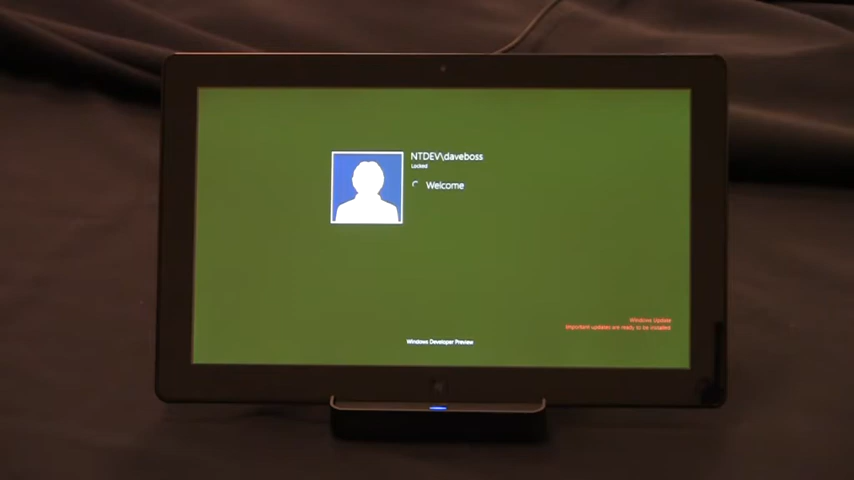 NTDEV\daveboss
Locked
Welcome
Windows Update
Important updates are ready to be installed
Windows Developer Preview